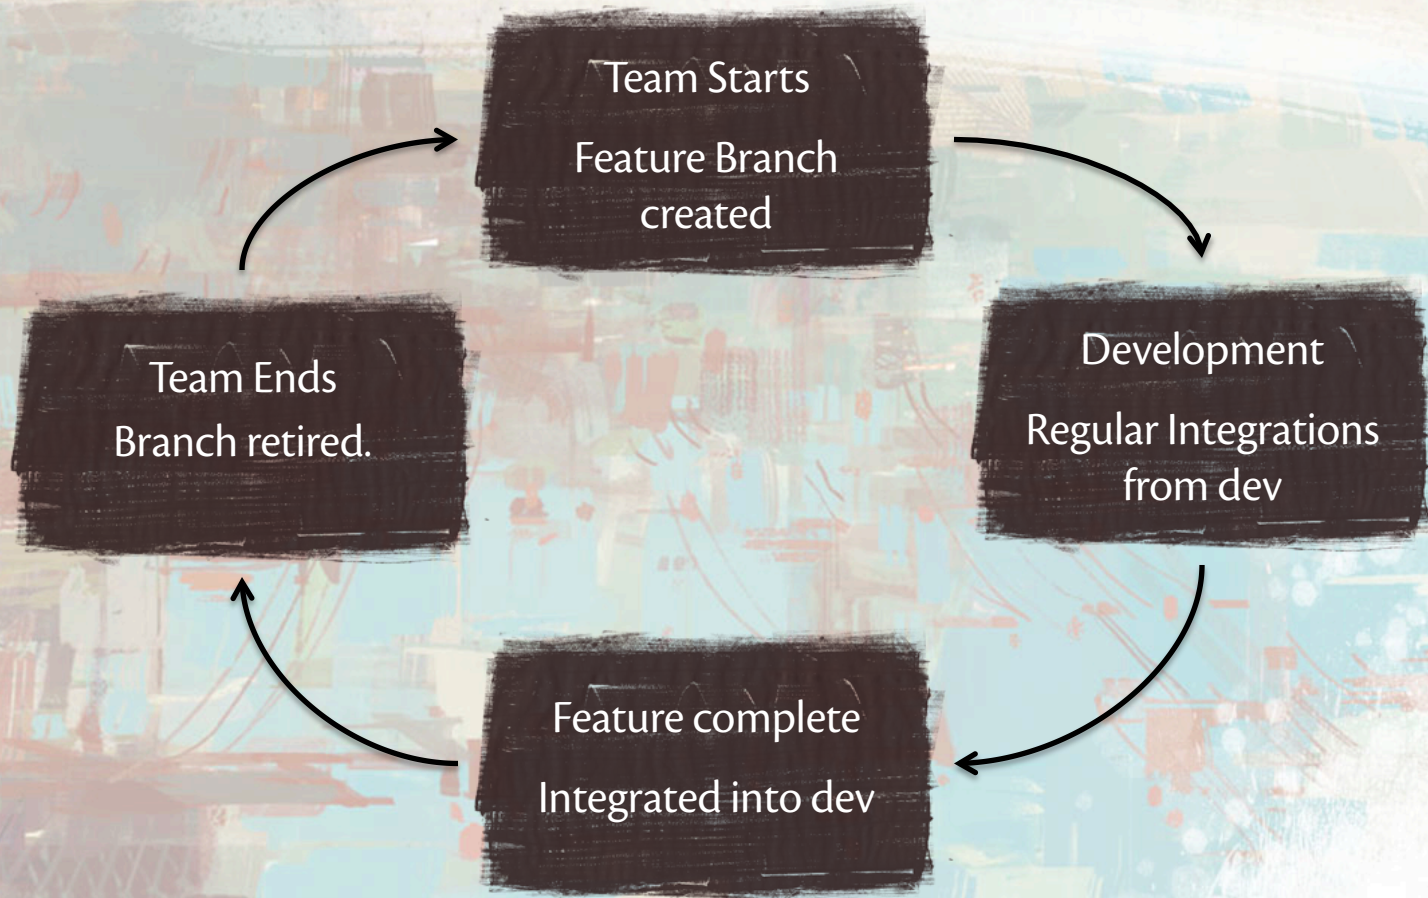 Team Starts
Feature Branch
created
Development
Regular Integrations
from dev
Feature complete
Integrated into dev
Team Ends
Branch retired.